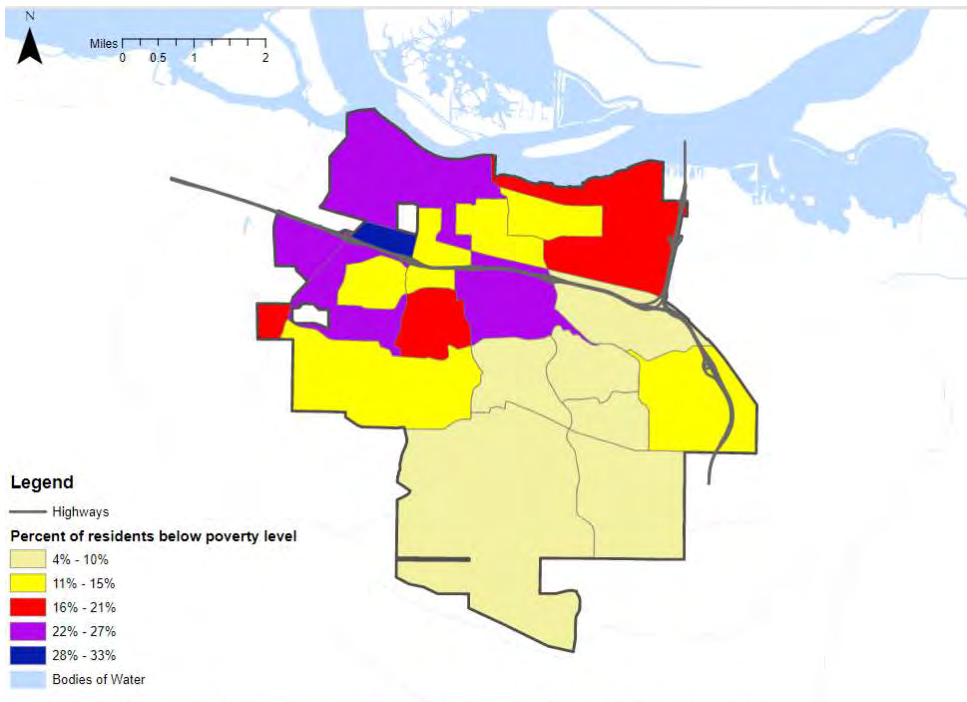 N
Miles
0 0.5 1 2
Legend
Highways
Percent of residents below poverty level
4% - 10%
11% - 15%
16% - 21%
22% - 27%
28% - 33%
Bodies of Water